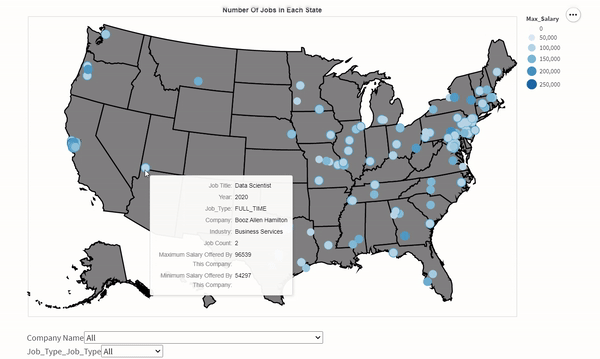 Number Of Jobs in Each State
Max_Salary
0
50,000
100,000
150,000
200,000
250,000
Job Title: Data Scientist
Year: 2020
Job_Type: FULL_TIME
Company: Booz Allen Hamilton
Industry: Business Services
Job Count: 2
Maximum Salary Offered By 96539
This Company:
Minimum Salary Offered By 54297
This Company:
Company Name All
Job_Type_Job_Type All